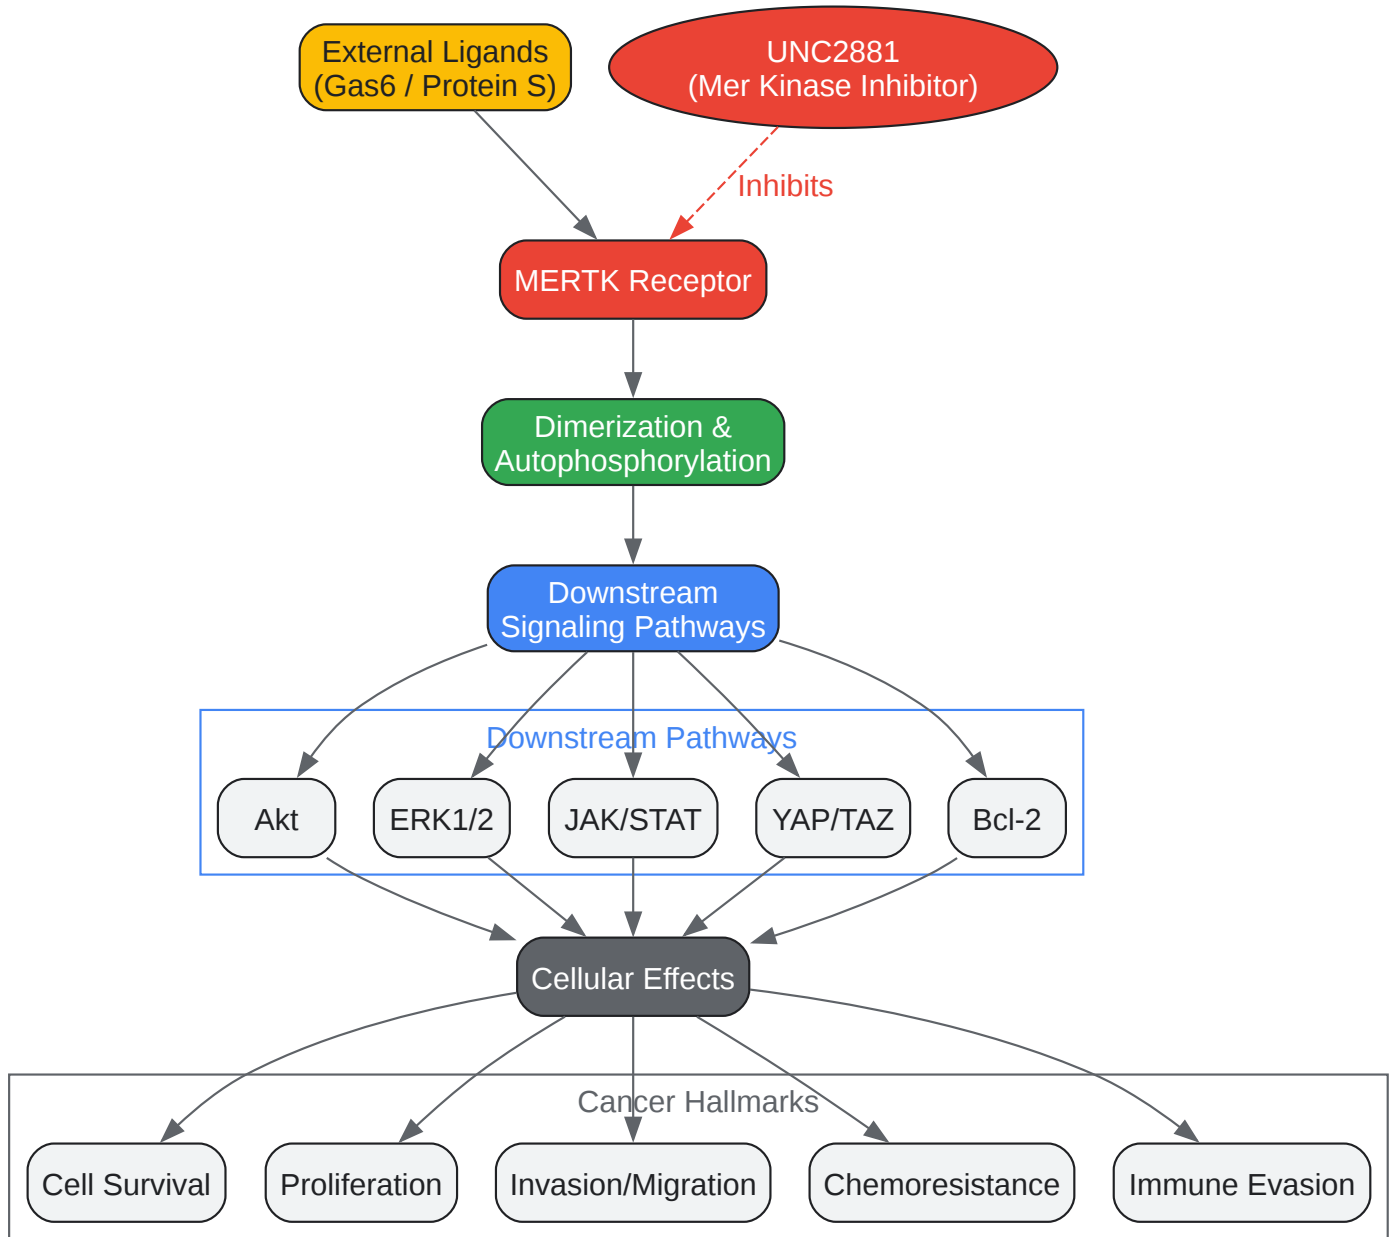 External Ligands
(Gas6 / Protein S)
UNC2881
(Mer Kinase Inhibitor)
Inhibits
MERTK Receptor
Dimerization &
Autophosphorylation
Downstream
Signaling Pathways
Downstream Pathways
Akt
ERK1/2
JAK/STAT
YAP/TAZ
Bcl-2
Cellular Effects
Cancer Hallmarks
Cell Survival
Proliferation
Invasion/Migration
Chemoresistance
Immune Evasion